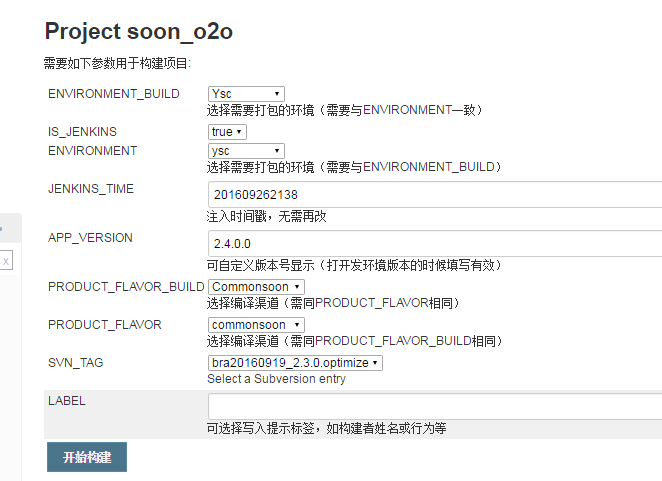 Project soon_o2o
需要如下参数用于构建项目:
ENVIRONMENT_BUILD Ysc
选择需要打包的环境（需要与ENVIRONMENT一致）
IS_JENKINS true
ENVIRONMENT ysc
选择需要打包的环境（需要与ENVIRONMENT_BUILD）
JENKINS_TIME 201609262138
注入时间戳，无需再改
APP_VERSION 2.4.0.0
可自定义版本号显示（打开发环境版本的时候填写有效）
PRODUCT_FLAVOR_BUILD Commonsoon
选择编译渠道（需同PRODUCT_FLAVOR相同）
PRODUCT_FLAVOR commonsoon
选择编译渠道（需同PRODUCT_FLAVOR_BUILD相同）
SVN_TAG bra20160919_2.3.0.optimize
Select a Subversion entry
LABEL
可选择写入提示标签，如构建者姓名或行为等
开始构建
x